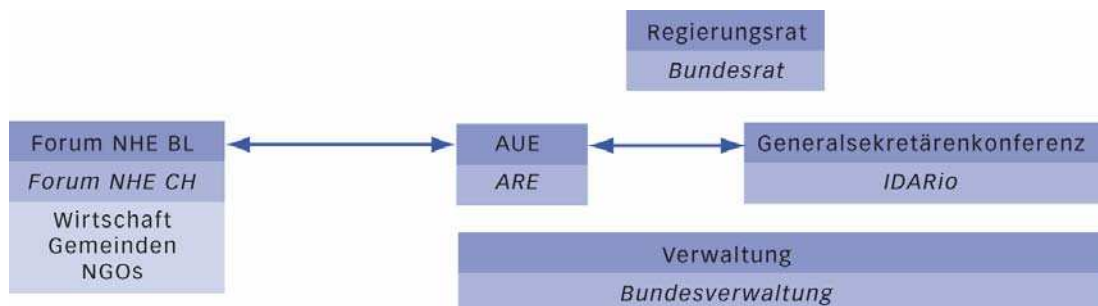 Regierungsrat
Bundesrat
Forum NHE BL
Forum NHE CH
Wirtschaft
Gemeinden
NGOs
AUE
ARE
Generalsekretärenkonferenz
IDARio
Verwaltung
Bundesverwaltung